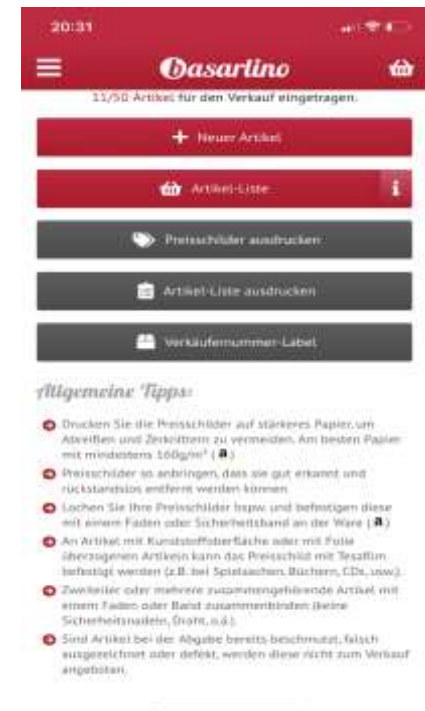 20:31
basarlino
11/50 Artikel für den Verkauf eingetragen.
Neuer Artikel
Artikel-Liste i
Preisschilder ausdrucken
Artikel-Liste ausdrucken
Verkäufernummer-Label
Allgemeine Tipps:
Drucken Sie die Preisschilder auf stärkeres Papier, um
Abreißen und Zerknittern zu vermeiden. Am besten Papier
mit mindestens 160g/m² ( a )
Preisschilder so anbringen, dass sie gut erkannt und
rückstandslos entfernt werden können.
Lochen Sie Ihre Preisschilder bspw. und befestigen diese
mit einem Faden oder Sicherheitsband an der Ware ( a )
An Artikel mit Kunststoffoberfläche oder mit Folie
überzogenen Artikeln kann das Preisschild mit Tesafilm
befestigt werden (z.B. bei Spielsachen, Büchern, CDs, usw.).
Zweiteiler oder mehrere zusammengehörende Artikel mit
einem Faden oder Band zusammenbinden (keine
Sicherheitsnadeln, Draht, o.ä.).
Sind Artikel bei der Abgabe bereits beschmutzt, falsch
ausgezeichnet oder defekt, werden diese nicht zum Verkauf
angeboten.